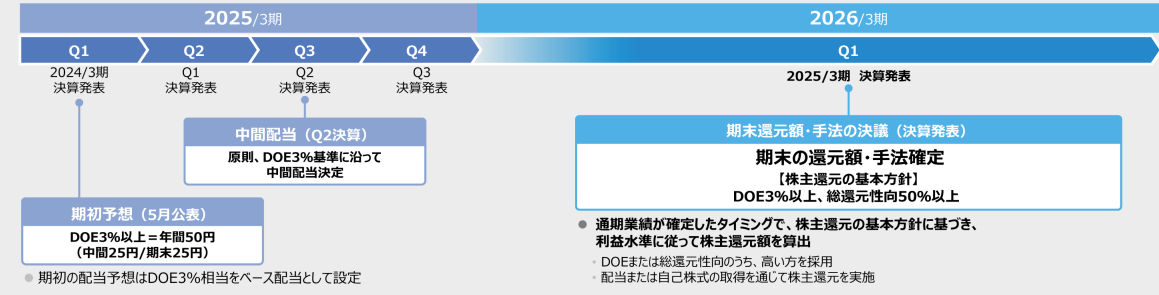 2025/3期
2026/3期
Q1
Q2
Q3
Q4
Q1
2024/3期
決算発表
Q1
決算発表
Q2
決算発表
Q3
決算発表
2025/3期 決算発表
中間配当（Q2決算）
原則、DOE3%基準に沿って
中間配当決定
期初予想（5月公表）
DOE3%以上＝年間50円
（中間25円/期末25円）
● 期初の配当予想はDOE3%相当をベース配当として設定
期末還元額・手法の決議（決算発表）
期末の還元額・手法確定
【株主還元の基本方針】
DOE3%以上、総還元性向50%以上
● 通期業績が確定したタイミングで、株主還元の基本方針に基づき、
利益水準に従って株主還元額を算出
• DOEまたは総還元性向のうち、高い方を採用
• 配当または自己株式の取得を通じて株主還元を実施